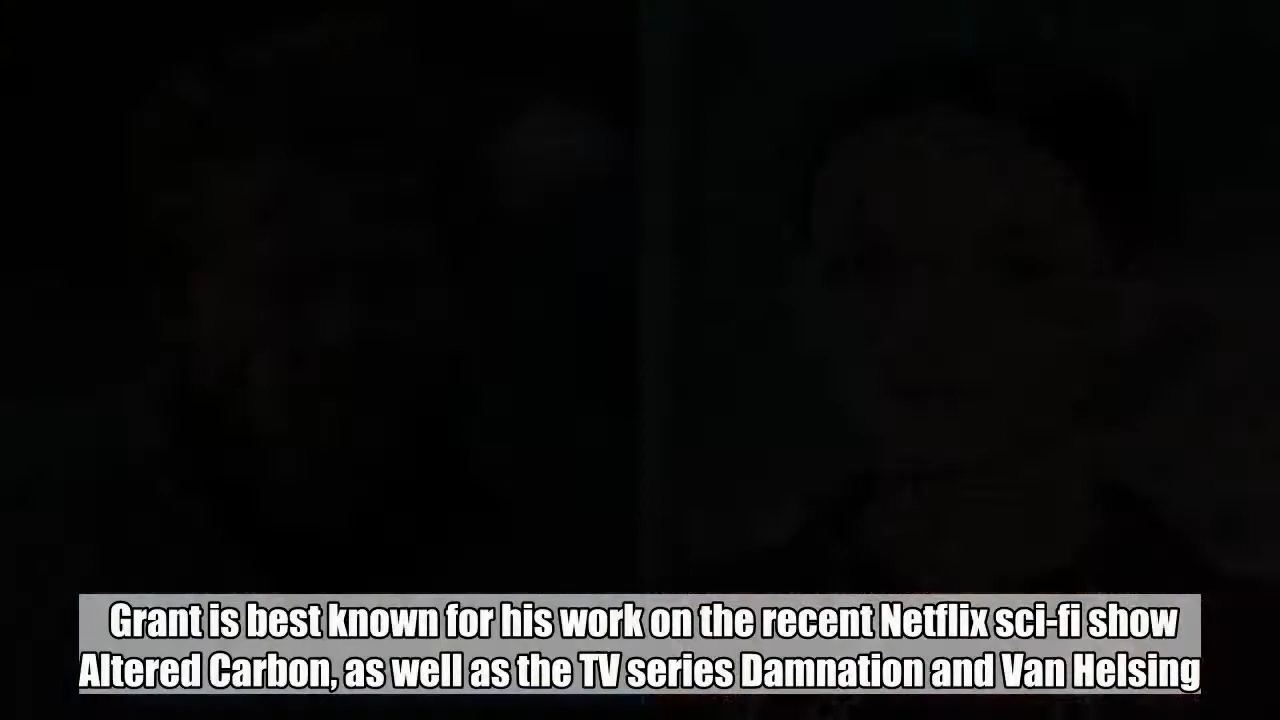 Grant is best known for his work on the recent Netflix sci-fi show
Altered Carbon, as well as the TV series Damnation and Van Helsing